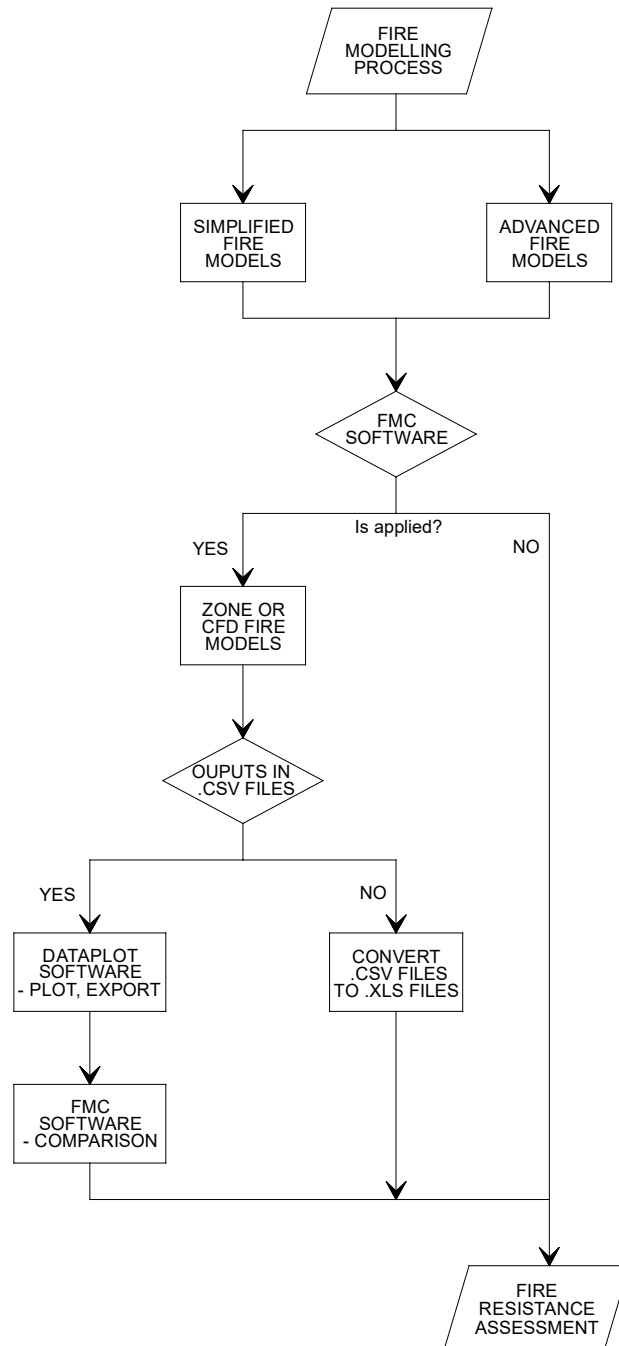 FIRE
MODELLING
PROCESS
SIMPLIFIED
FIRE
MODELS
ADVANCED
FIRE
MODELS
FMC
SOFTWARE
Is applied?
YES
NO
ZONE OR
CFD FIRE
MODELS
OUPUTS IN
.CSV FILES
YES
NO
DATAPLOT
SOFTWARE
- PLOT, EXPORT
CONVERT
.CSV FILES
TO .XLS FILES
FMC
SOFTWARE
- COMPARISON
FIRE
RESISTANCE
ASSESSMENT